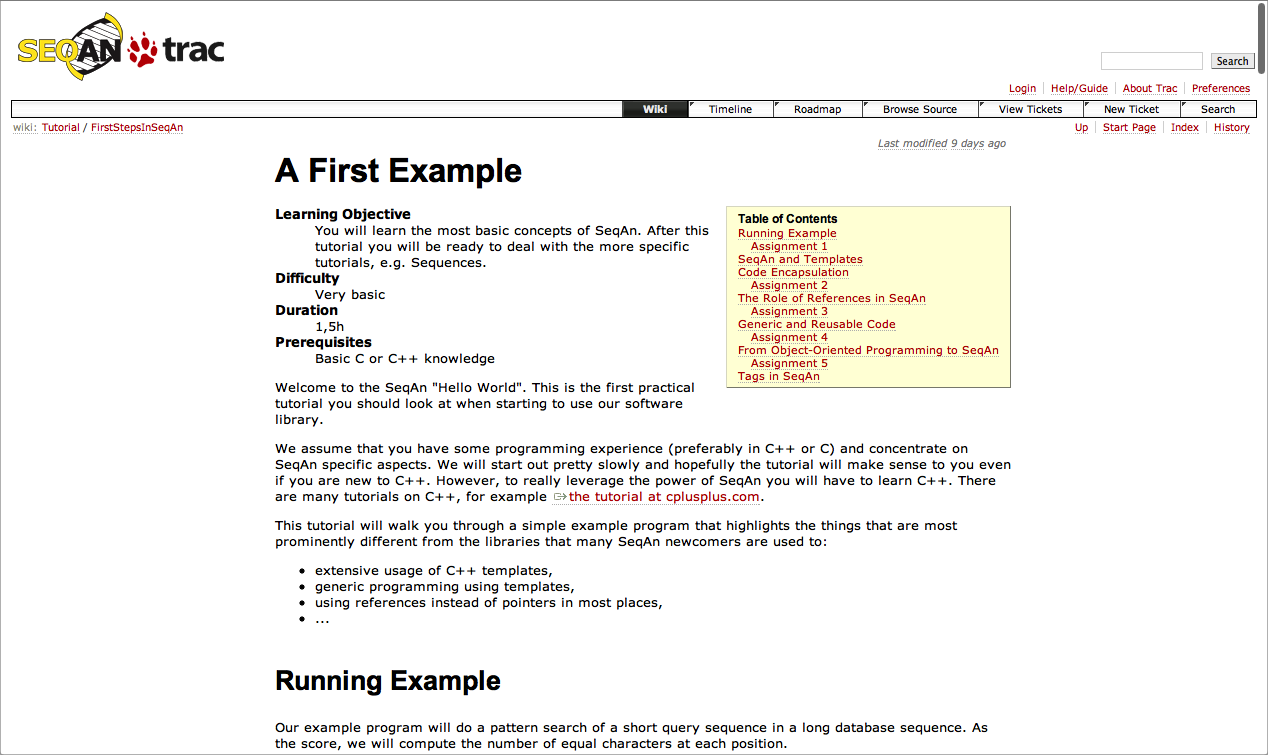 SEQAN trac
Search
Login Help/Guide About Trac Preferences
Wiki Timeline Roadmap Browse Source View Tickets New Ticket Search
wiki: Tutorial / FirstStepsInSeqAn
Up Start Page Index History
Last modified 9 days ago
A First Example
Learning Objective
You will learn the most basic concepts of SeqAn. After this
tutorial you will be ready to deal with the more specific
tutorials, e.g. Sequences.
Difficulty
Very basic
Duration
1,5h
Prerequisites
Basic C or C++ knowledge
Table of Contents
Running Example
Assignment 1
SeqAn and Templates
Code Encapsulation
Assignment 2
The Role of References in SeqAn
Assignment 3
Generic and Reusable Code
Assignment 4
From Object-Oriented Programming to SeqAn
Assignment 5
Tags in SeqAn
Welcome to the SeqAn "Hello World". This is the first practical
tutorial you should look at when starting to use our software
library.
We assume that you have some programming experience (preferably in C++ or C) and concentrate on
SeqAn specific aspects. We will start out pretty slowly and hopefully the tutorial will make sense to you even
if you are new to C++. However, to really leverage the power of SeqAn you will have to learn C++. There
are many tutorials on C++, for example the tutorial at cplusplus.com.
This tutorial will walk you through a simple example program that highlights the things that are most
prominently different from the libraries that many SeqAn newcomers are used to:
• extensive usage of C++ templates,
• generic programming using templates,
• using references instead of pointers in most places,
• ...
Running Example
Our example program will do a pattern search of a short query sequence in a long database sequence. As
the score, we will compute the number of equal characters at each position.